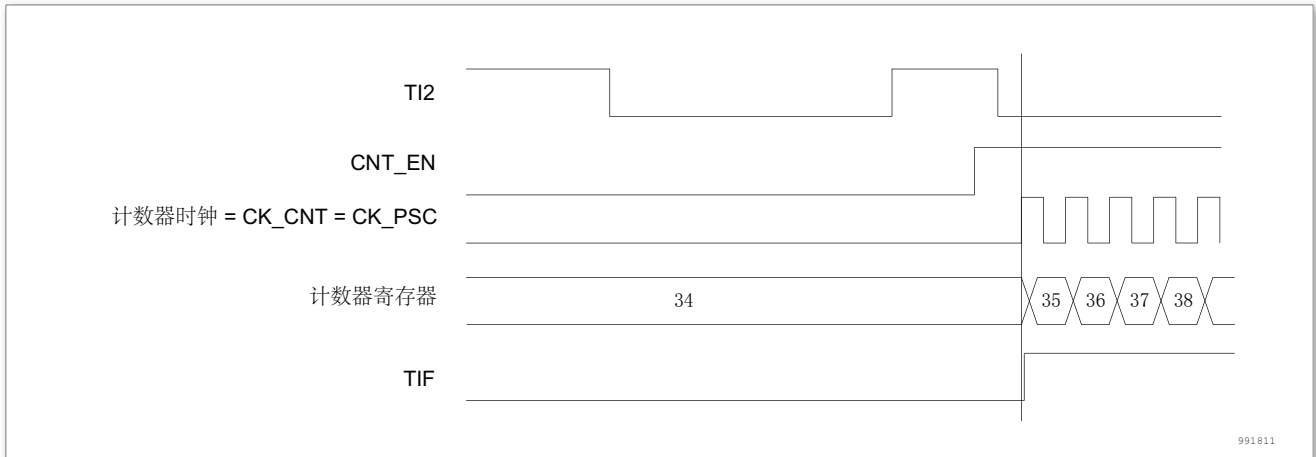 TI2
CNT_EN
计数器时钟 = CK_CNT = CK_PSC
计数器寄存器 34 35 36 37 38
TIF
991811